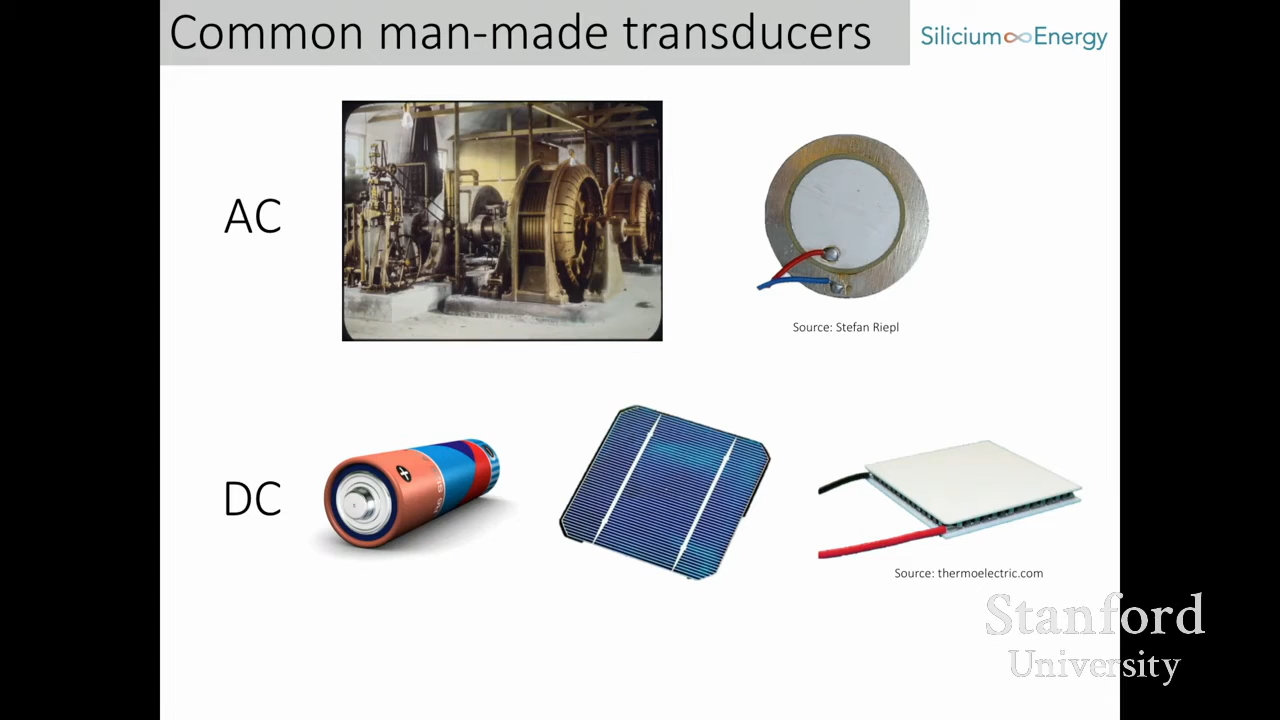 Common man-made transducers
Silicium Energy
AC
Source: Stefan Riepl
DC
Source: thermoelectric.com
Stanford
University